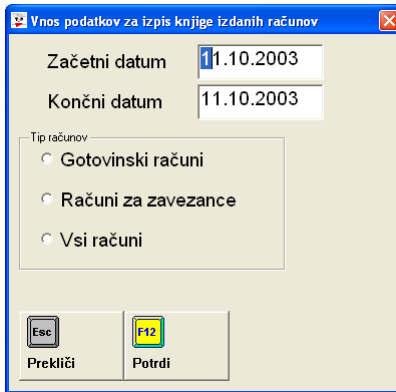 Vnos podatkov za izpis knjige izdanih računov
Začetni datum 11.10.2003
Končni datum 11.10.2003
Tip računov
Gotovinski računi
Računi za zavezance
Vsi računi
Esc F12
Prekliči Potrdi